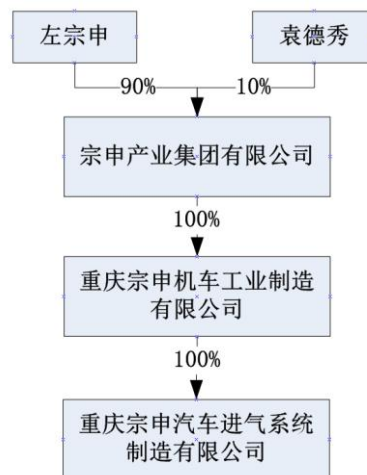 左宗申
袁德秀
90%
10%
宗申产业集团有限公司
100%
重庆宗申机车工业制造
有限公司
100%
重庆宗申汽车进气系统
制造有限公司